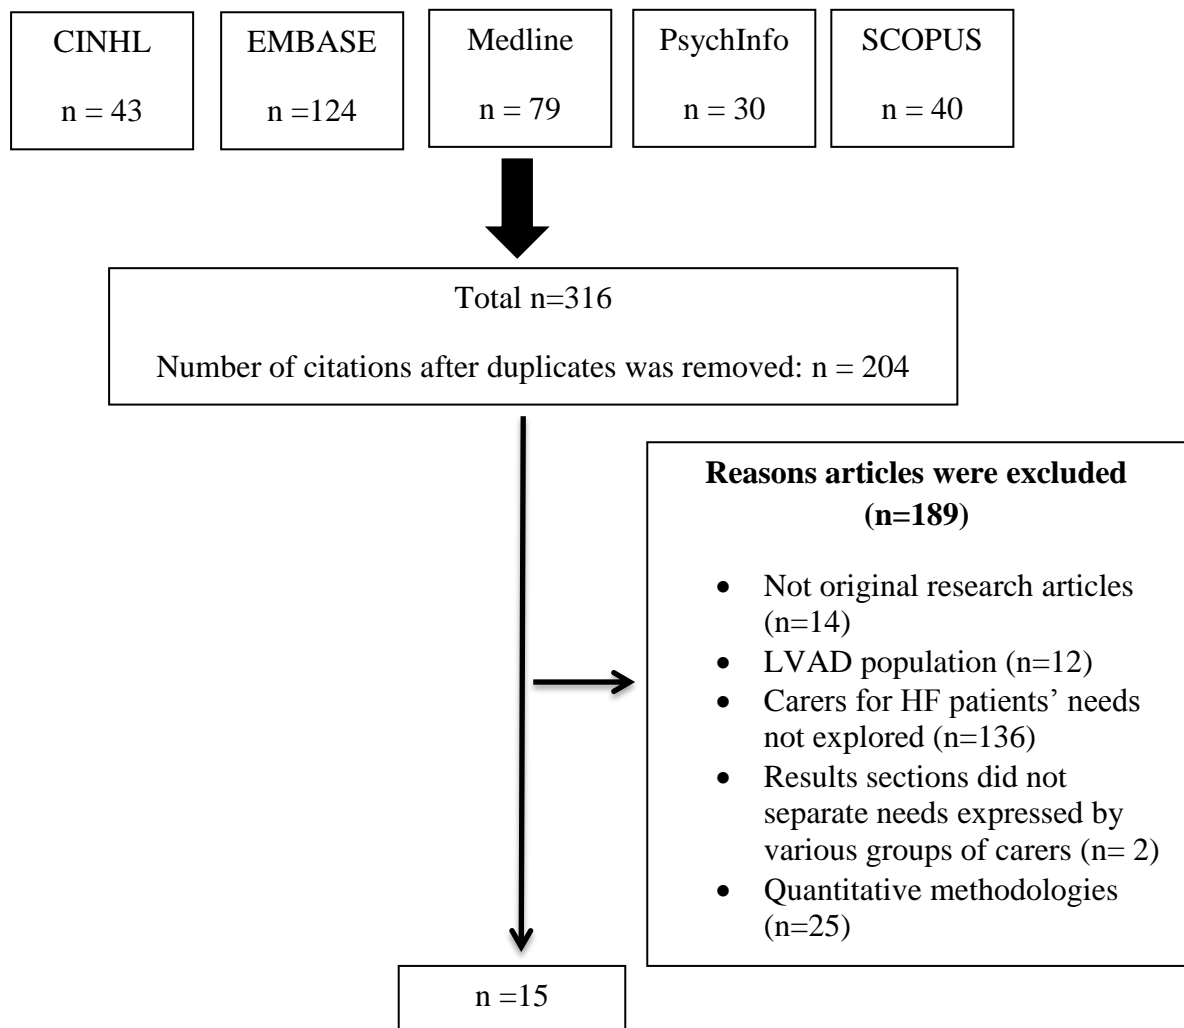 CINHL
n = 43
EMBASE
n =124
Medline
n = 79
PsychInfo
n = 30
SCOPUS
n = 40
Total n=316
Number of citations after duplicates was removed: n = 204
Reasons articles were excluded
(n=189)
• Not original research articles
(n=14)
• LVAD population (n=12)
• Carers for HF patients’ needs
not explored (n=136)
• Results sections did not
separate needs expressed by
various groups of carers (n= 2)
• Quantitative methodologies
(n=25)
n =15